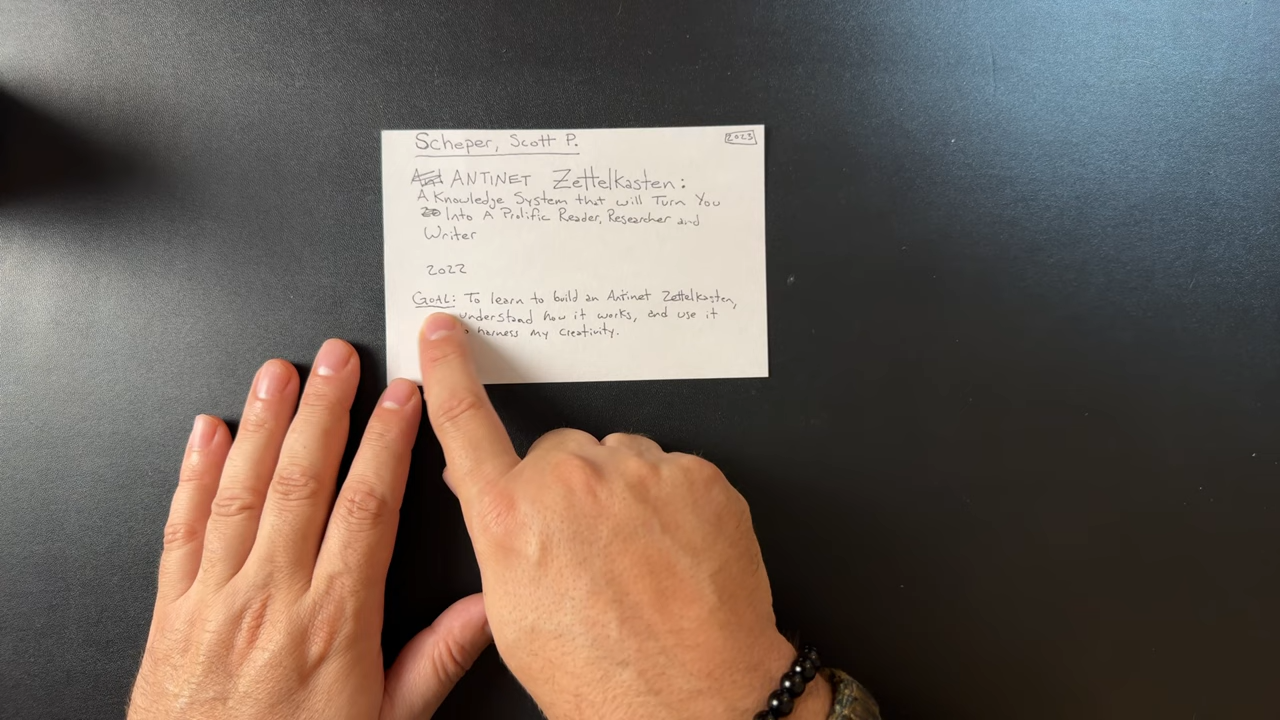 Scheper, Scott P.
2023
ANTINET Zettelkasten:
A Knowledge System that will Turn You
Into A Prolific Reader, Researcher and
Writer
2022
GOAL: To learn to build an Antinet Zettelkasten,
understand how it works, and use it
harness my creativity.